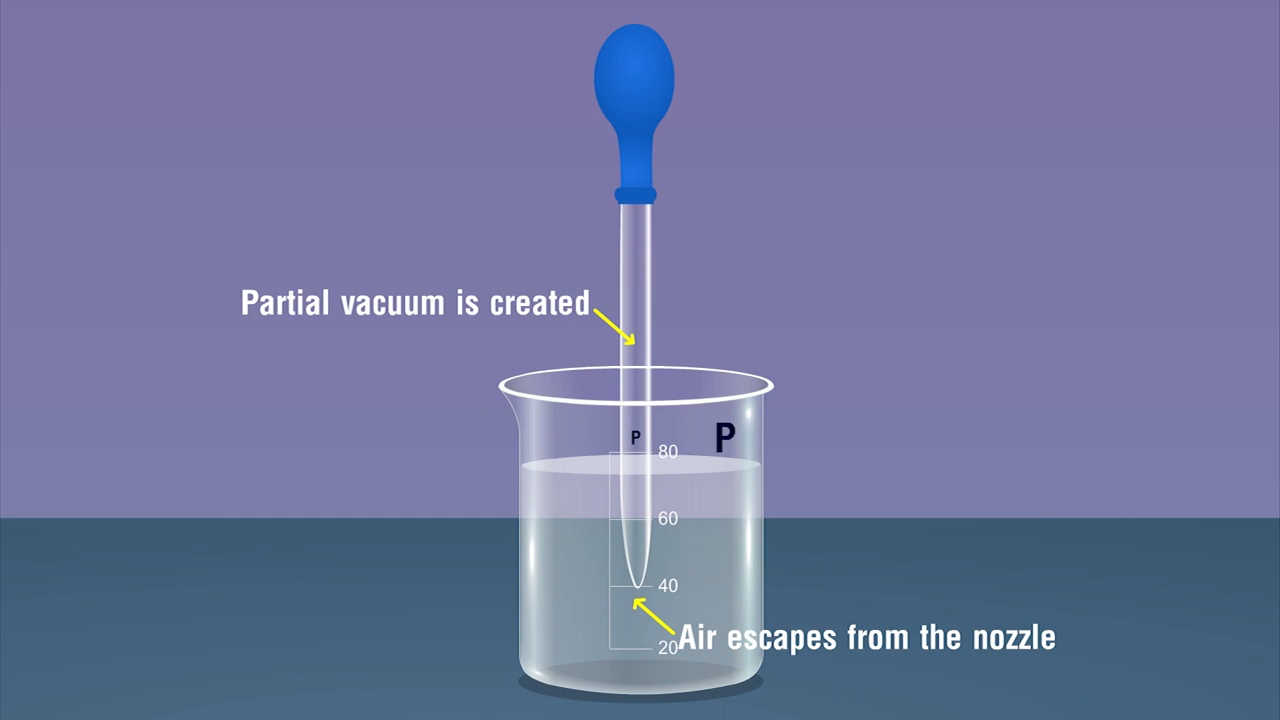 Partial vacuum is created
P
P
80
60
40
20
Air escapes from the nozzle